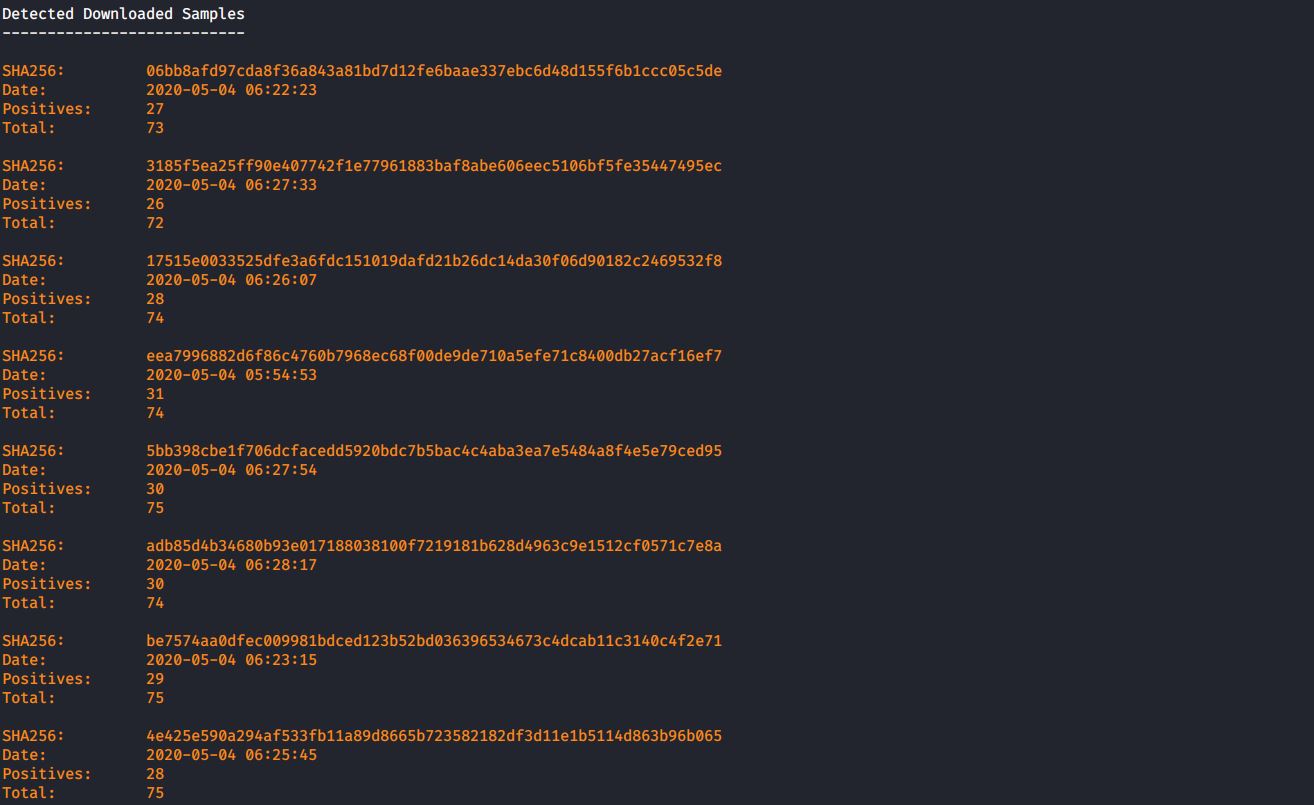 Detected Downloaded Samples
---------------------------
SHA256: 06bb8afd97cda8f36a843a81bd7d12fe6baae337ebc6d48d155f6b1ccc05c5de
Date: 2020-05-04 06:22:23
Positives: 27
Total: 73
SHA256: 3185f5ea25ff90e407742f1e77961883baf8abe606eec5106bf5fe35447495ec
Date: 2020-05-04 06:27:33
Positives: 26
Total: 72
SHA256: 17515e0033525dfe3a6fdc151019dafd21b26dc14da30f06d90182c2469532f8
Date: 2020-05-04 06:26:07
Positives: 28
Total: 74
SHA256: eea7996882d6f86c4760b7968ec68f00de9de710a5efe71c8400db27acf16ef7
Date: 2020-05-04 05:54:53
Positives: 31
Total: 74
SHA256: 5bb398cbe1f706dcfacedd5920bdc7b5bac4c4aba3ea7e5484a8f4e5e79ced95
Date: 2020-05-04 06:27:54
Positives: 30
Total: 75
SHA256: adb85d4b34680b93e017188038100f7219181b628d4963c9e1512cf0571c7e8a
Date: 2020-05-04 06:28:17
Positives: 30
Total: 74
SHA256: be7574aa0dfec009981bdced123b52bd036396534673c4dcab11c3140c4f2e71
Date: 2020-05-04 06:23:15
Positives: 29
Total: 75
SHA256: 4e425e590a294af533fb11a89d8665b723582182df3d11e1b5114d863b96b065
Date: 2020-05-04 06:25:45
Positives: 28
Total: 75